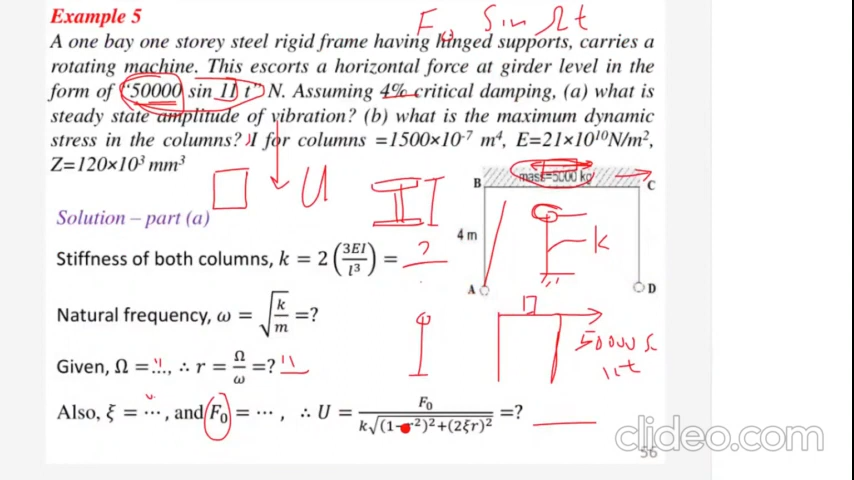 Example 5
F₀ Sin Ωt
A one bay one storey steel rigid frame having hinged supports, carries a
rotating machine. This escorts a horizontal force at girder level in the
form of “50000 sin 11 t” N. Assuming 4% critical damping, (a) what is
steady state amplitude of vibration? (b) what is the maximum dynamic
stress in the columns? I for columns =1500×10⁻⁷ m⁴, E=21×10¹⁰N/m²,
Z=120×10³ mm³
U
B mass=5000 kg C
Solution – part (a)
4 m
k
Stiffness of both columns, k = 2 (3EI/l³) = ?
A D
Natural frequency, ω = √(k/m) =?
50000 S
11t
Given, Ω = ..., ∴ r = Ω/ω =? 11
Also, ξ = ⋯, and F₀ = ⋯, ∴ U = F₀/(k√((1−r²)²+(2ξr)²)) =?
clideo.com
56